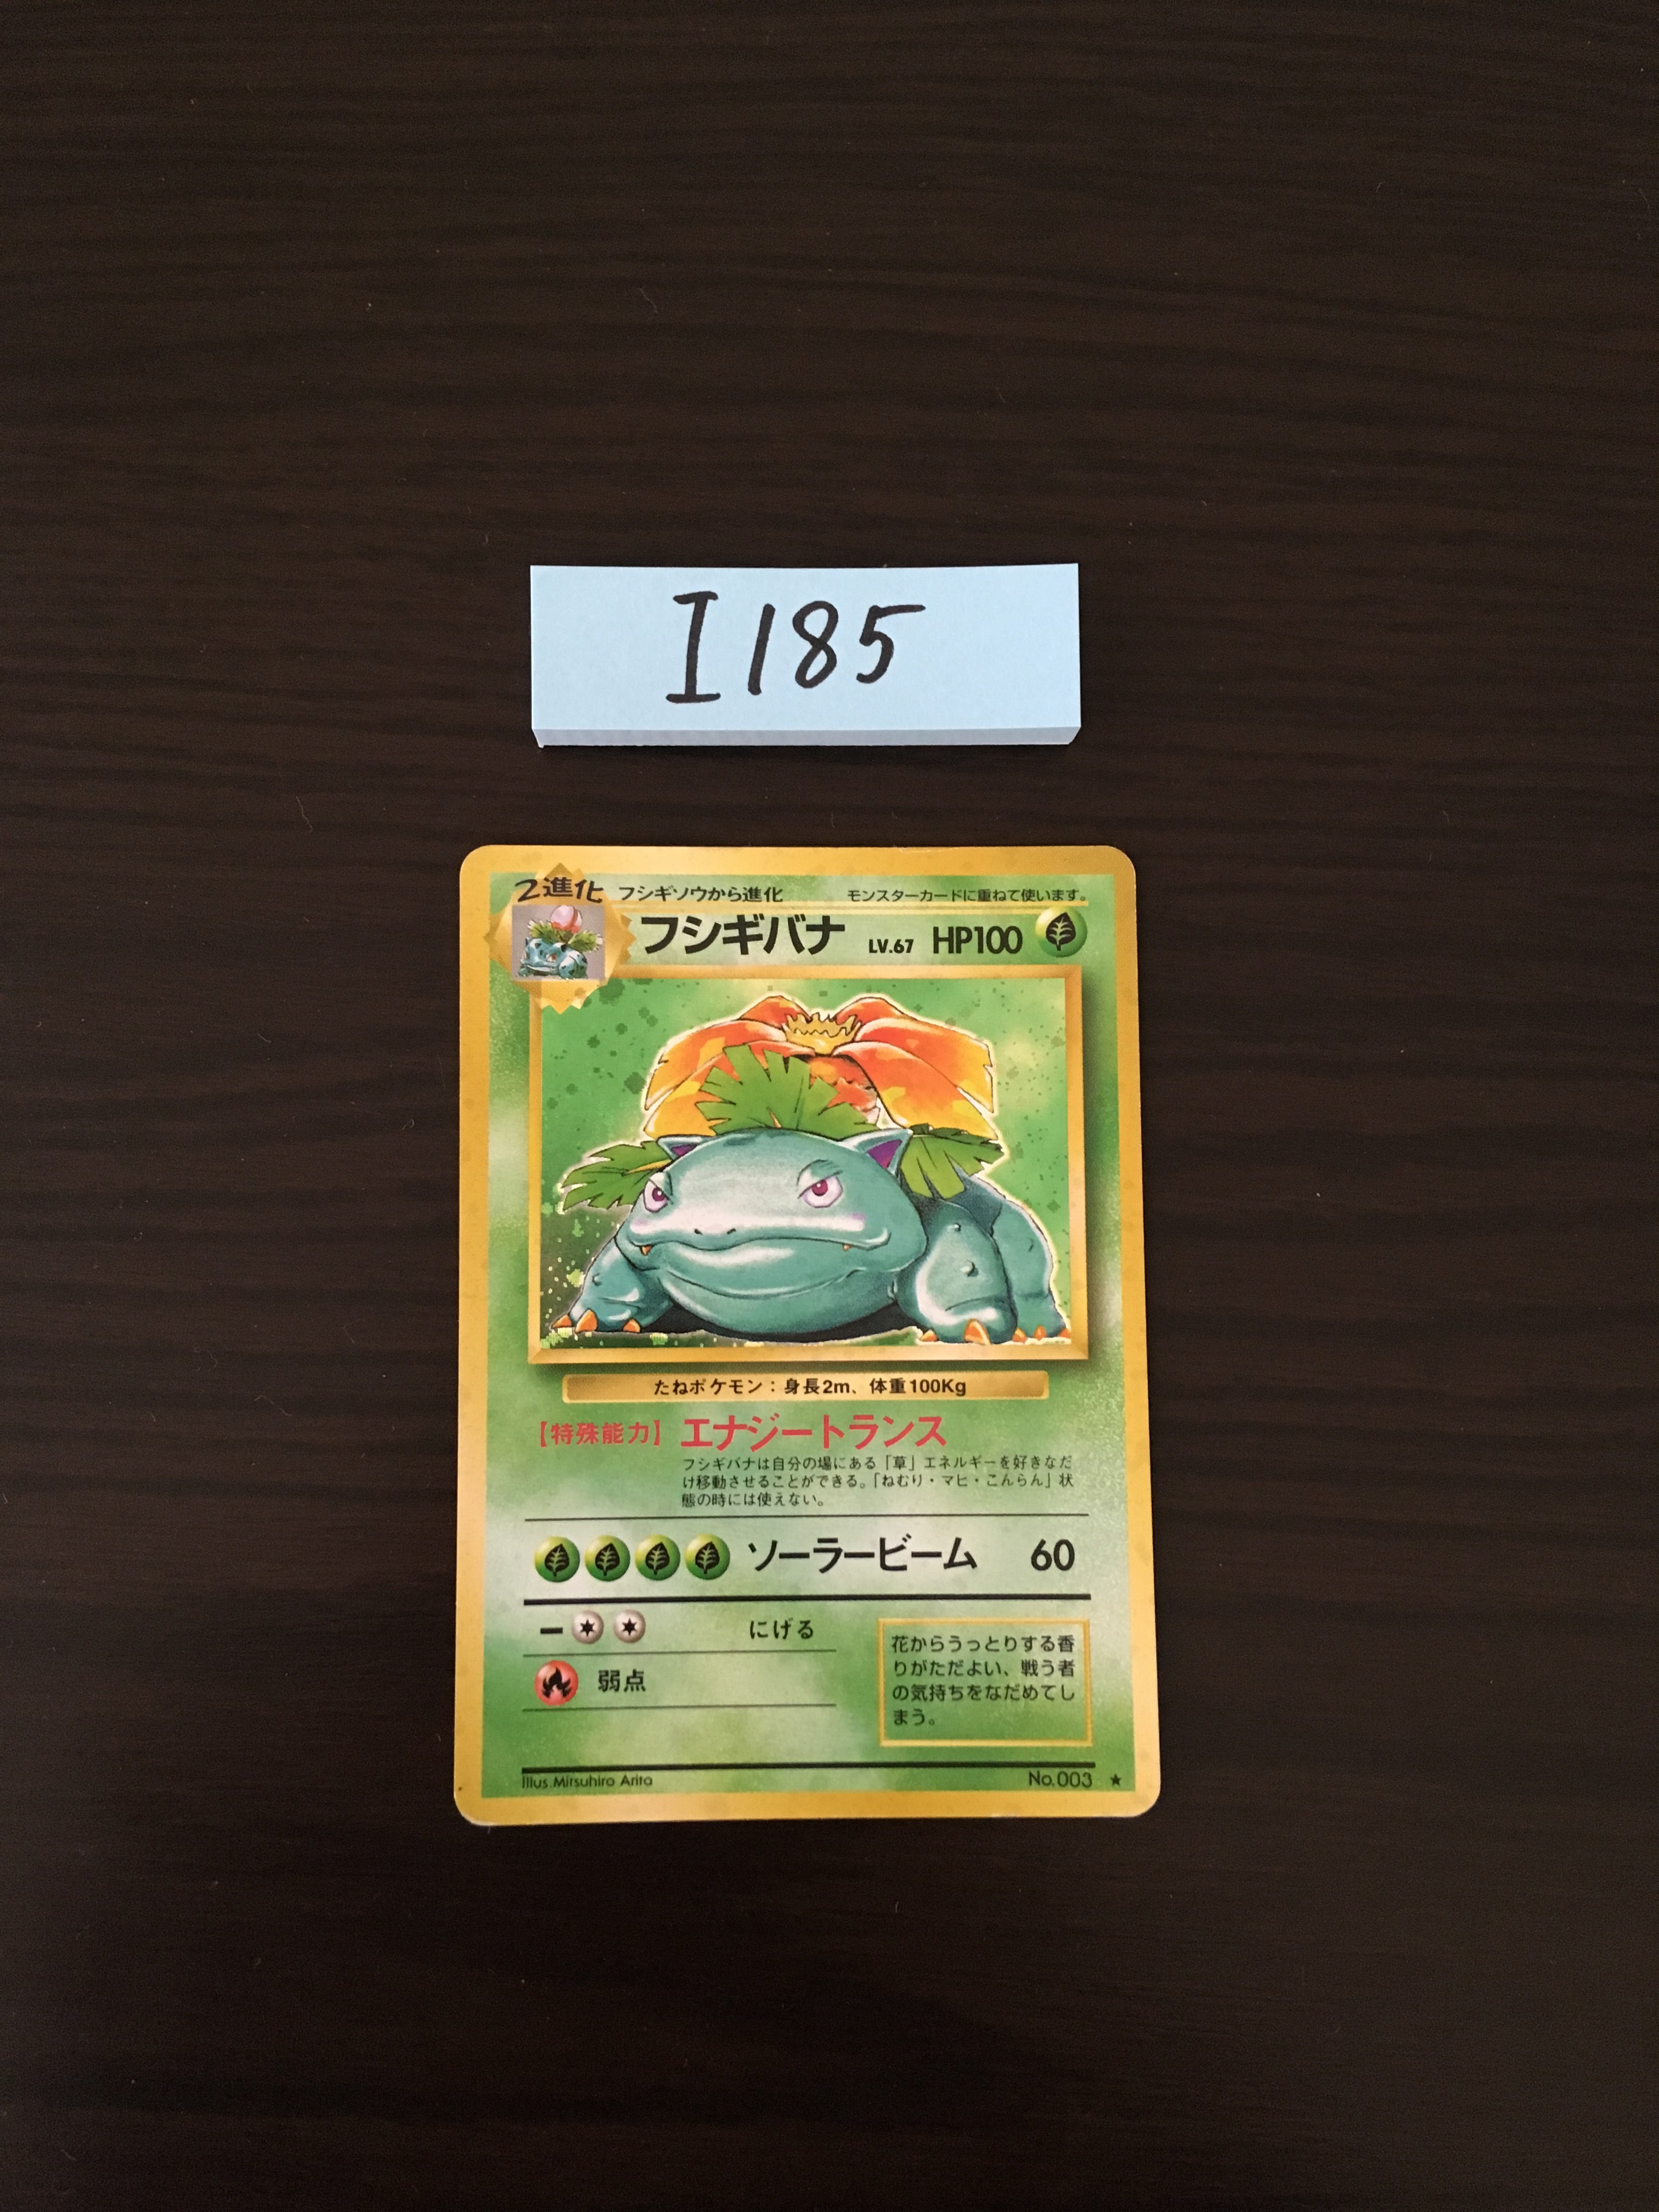 I185
2進化 フシギソウから進化 モンスターカードに重ねて使います。
フシギバナ LV.67 HP100
たねポケモン：身長2m、体重100Kg
【特殊能力】 エナジートランス
フシギバナは自分の場にある「草」エネルギーを好きなだ
け移動させることができる。「ねむり・マヒ・こんらん」状
態の時には使えない。
ソーラービーム 60
ー にげる
弱点
花からうっとりする香
りがただよい、戦う者
の気持ちをなだめてし
まう。
Illus. Mitsuhiro Arita No.003 ★